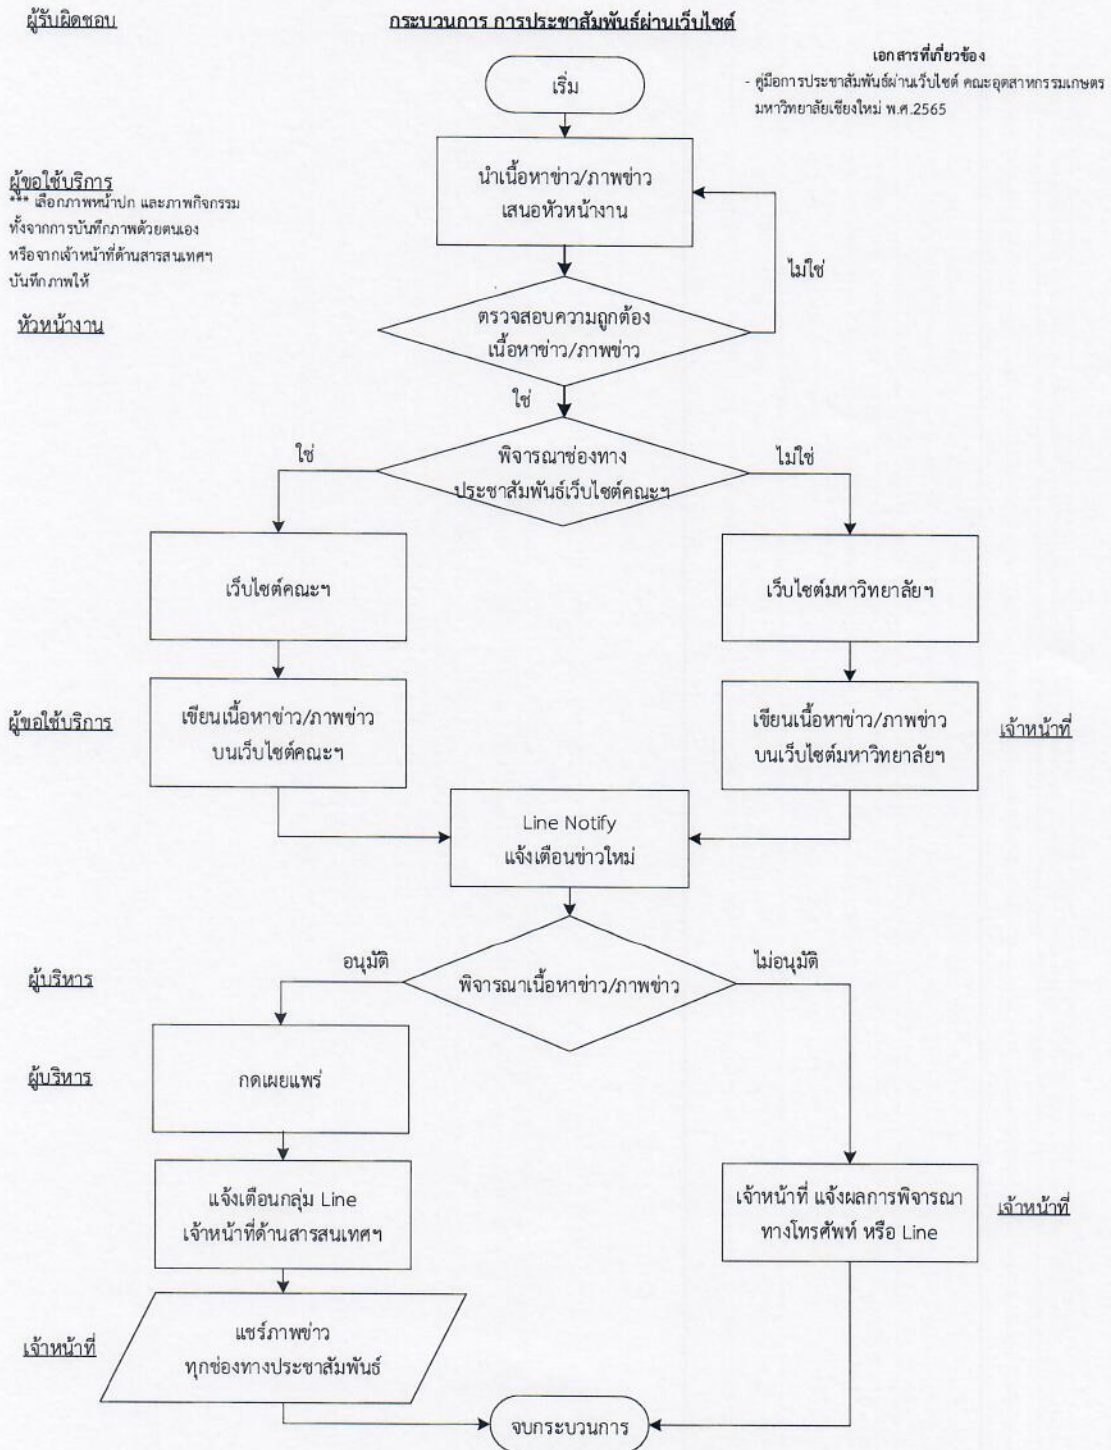 ผู้รับผิดชอบ
กระบวนการ การประชาสัมพันธ์ผ่านเว็บไซต์
เอกสารที่เกี่ยวข้อง
- คู่มือการประชาสัมพันธ์ผ่านเว็บไซต์ คณะอุตสาหกรรมเกษตร
มหาวิทยาลัยเชียงใหม่ พ.ศ.2565
เริ่ม
ผู้ขอใช้บริการ
*** เลือกภาพหน้าปก และภาพกิจกรรม
ทั้งจากการบันทึกภาพด้วยตนเอง
หรือจากเจ้าหน้าที่ด้านสารสนเทศฯ
บันทึกภาพให้
นำเนื้อหาข่าว/ภาพข่าว
เสนอหัวหน้างาน
ไม่ใช่
หัวหน้างาน
ตรวจสอบความถูกต้อง
เนื้อหาข่าว/ภาพข่าว
ใช่
ใช่
พิจารณาช่องทาง
ประชาสัมพันธ์เว็บไซต์คณะฯ
ไม่ใช่
เว็บไซต์คณะฯ
เว็บไซต์มหาวิทยาลัยฯ
ผู้ขอใช้บริการ
เขียนเนื้อหาข่าว/ภาพข่าว
บนเว็บไซต์คณะฯ
เขียนเนื้อหาข่าว/ภาพข่าว
บนเว็บไซต์มหาวิทยาลัยฯ
เจ้าหน้าที่
Line Notify
แจ้งเตือนข่าวใหม่
ผู้บริหาร
อนุมัติ
พิจารณาเนื้อหาข่าว/ภาพข่าว
ไม่อนุมัติ
ผู้บริหาร
กดเผยแพร่
แจ้งเตือนกลุ่ม Line
เจ้าหน้าที่ด้านสารสนเทศฯ
เจ้าหน้าที่ แจ้งผลการพิจารณา
ทางโทรศัพท์ หรือ Line
เจ้าหน้าที่
เจ้าหน้าที่
แชร์ภาพข่าว
ทุกช่องทางประชาสัมพันธ์
จบกระบวนการ